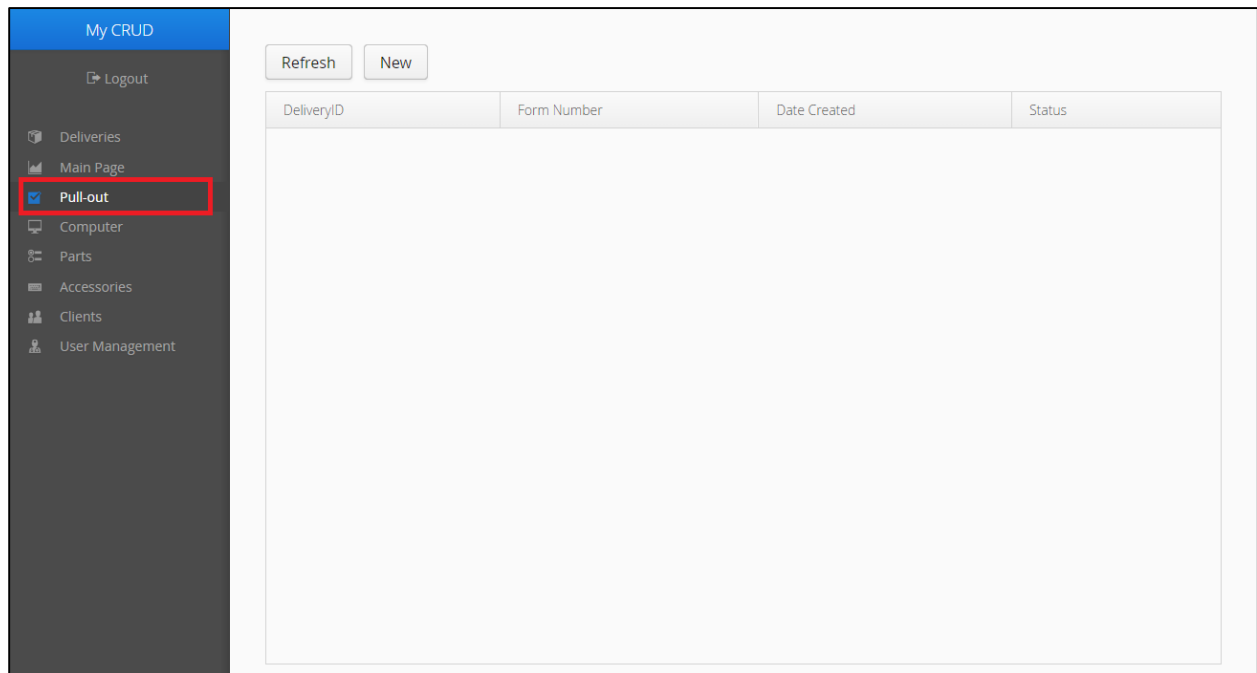 My CRUD
Logout
Deliveries
Main Page
Pull-out
Computer
Parts
Accessories
Clients
User Management
Refresh New
DeliveryID Form Number Date Created Status